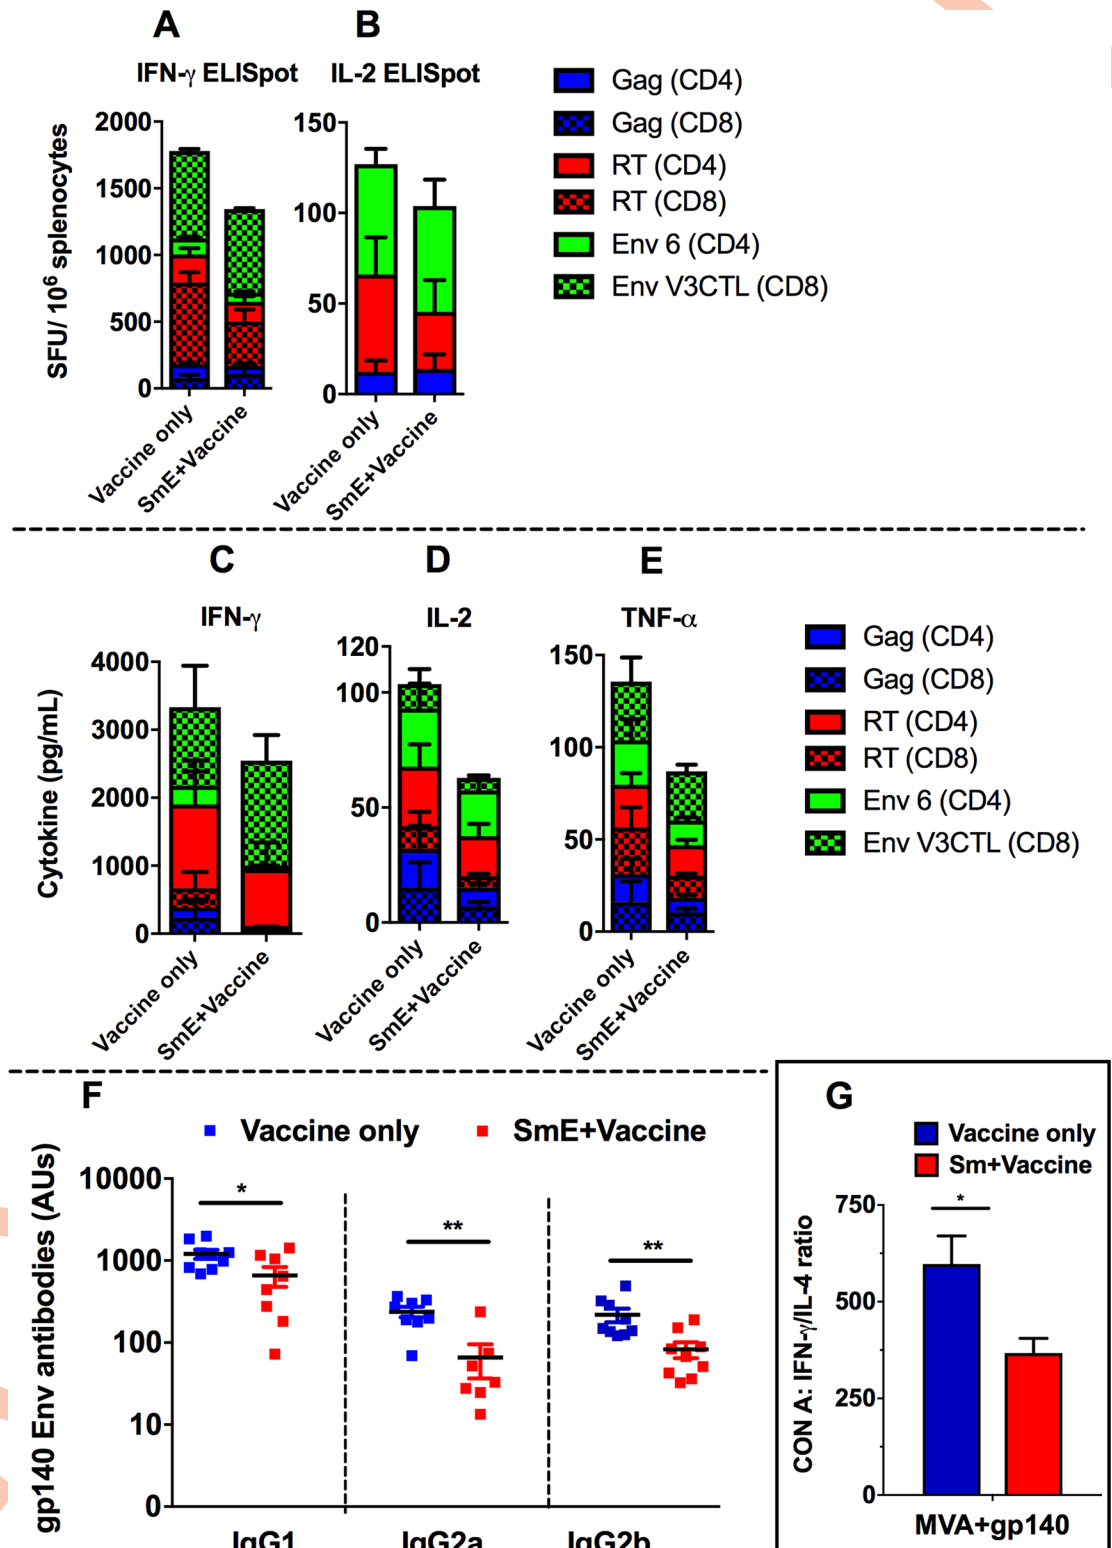 A
B
IFN-γ ELISpot
IL-2 ELISpot
SFU/ 10⁶ splenocytes
2000
1500
1000
500
0
150
100
50
0
Vaccine only
SmE+Vaccine
Vaccine only
SmE+Vaccine
Gag (CD4)
Gag (CD8)
RT (CD4)
RT (CD8)
Env 6 (CD4)
Env V3CTL (CD8)
C
D
E
IFN-γ
IL-2
TNF-α
Cytokine (pg/mL)
4000
3000
2000
1000
0
120
100
50
0
150
100
50
0
Vaccine only
SmE+Vaccine
Vaccine only
SmE+Vaccine
Vaccine only
SmE+Vaccine
Gag (CD4)
Gag (CD8)
RT (CD4)
RT (CD8)
Env 6 (CD4)
Env V3CTL (CD8)
F
Vaccine only
SmE+Vaccine
gp140 Env antibodies (AUs)
10000
1000
100
10
0
*
**
**
IgG1
IgG2a
IgG2b
G
Vaccine only
Sm+Vaccine
CON A: IFN-γ/IL-4 ratio
750
500
250
0
*
MVA+gp140